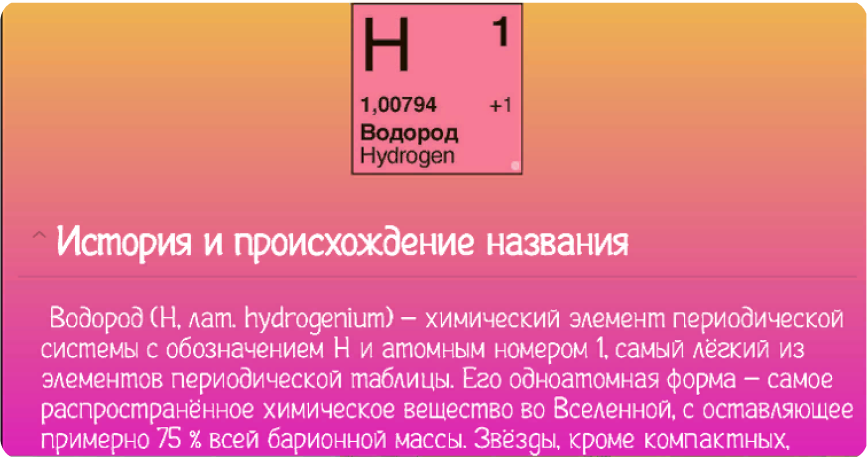 H 1
1,00794 +1
Водород
Hydrogen
История и происхождение названия
Водород (H, лат. hydrogenium) – химический элемент периодической
системы с обозначением H и атомным номером 1, самый лёгкий из
элементов периодической таблицы. Его одноатомная форма – самое
распространённое химическое вещество во Вселенной, с оставляющее
примерно 75 % всей барионной массы. Звёзды, кроме компактных,